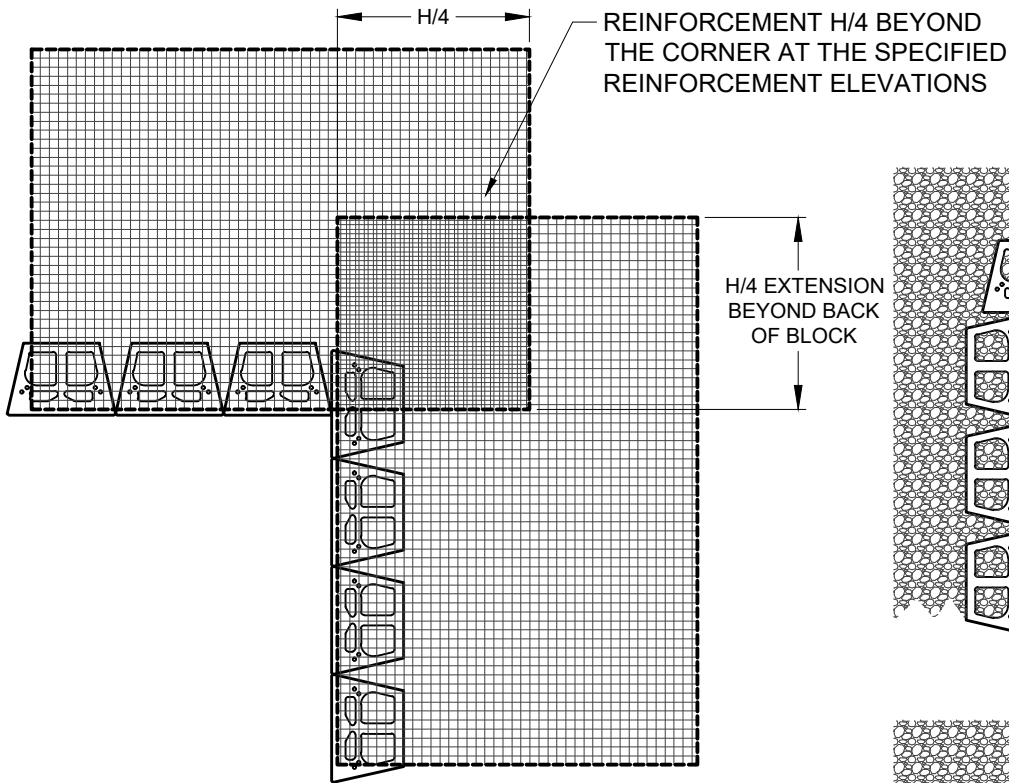 H/4
REINFORCEMENT H/4 BEYOND
THE CORNER AT THE SPECIFIED
REINFORCEMENT ELEVATIONS
H/4 EXTENSION
BEYOND BACK
OF BLOCK